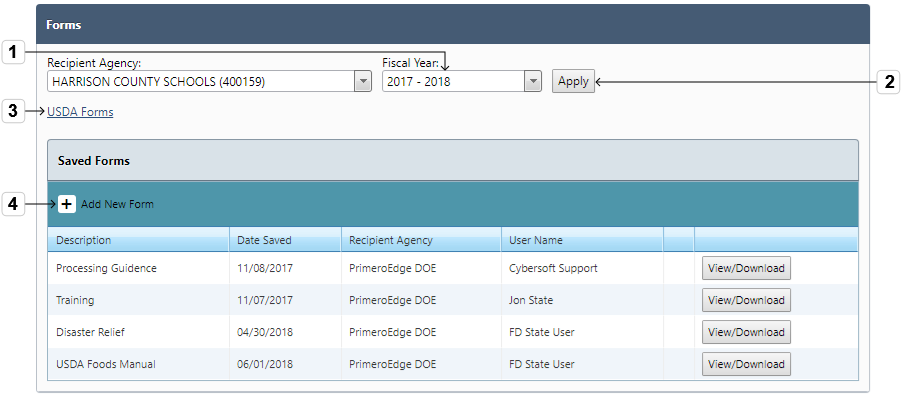 Forms
1
Recipient Agency: Fiscal Year:
HARRISON COUNTY SCHOOLS (400159) 2017 - 2018 Apply 2
3 USDA Forms
Saved Forms
4 + Add New Form
Description Date Saved Recipient Agency User Name
Processing Guidence 11/08/2017 PrimeroEdge DOE Cybersoft Support View/Download
Training 11/07/2017 PrimeroEdge DOE Jon State View/Download
Disaster Relief 04/30/2018 PrimeroEdge DOE FD State User View/Download
USDA Foods Manual 06/01/2018 PrimeroEdge DOE FD State User View/Download